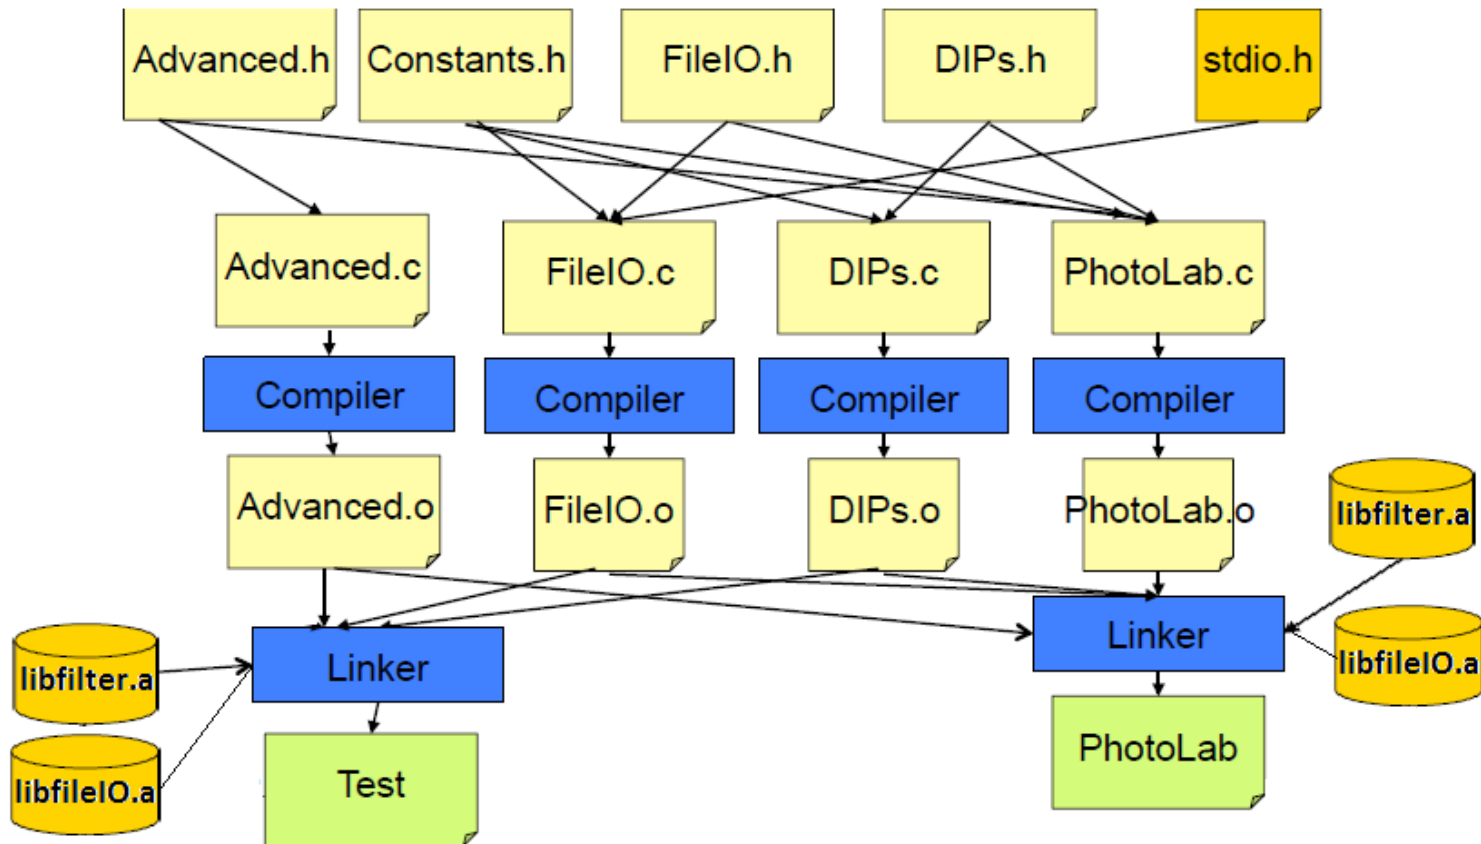 Advanced.h
Constants.h
FileIO.h
DIPs.h
stdio.h
Advanced.c
FileIO.c
DIPs.c
PhotoLab.c
Compiler
Compiler
Compiler
Compiler
Advanced.o
FileIO.o
DIPs.o
PhotoLab.o
libfilter.a
libfilter.a
Linker
Linker
libfileIO.a
libfileIO.a
Test
PhotoLab